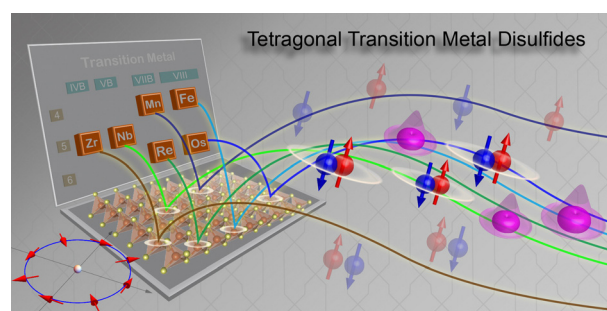 Tetragonal Transition Metal Disulfides
Transition Metal
IVB VB VIIB VIII
4 Mn Fe
5 Zr Nb Re Os
6